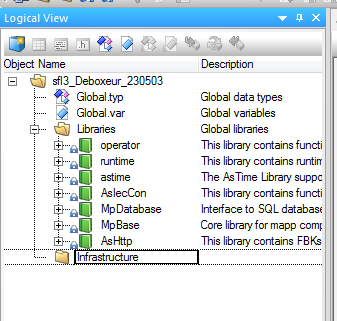 Logical View
Object Name Description
sfl3_Deboxeur_230503
Global.typ Global data types
Global.var Global variables
Libraries Global libraries
operator This library contains functi
runtime This library contains runtim
astime The AsTime Library suppo
AsIecCon This library contains functi
MpDatabase Interface to SQL database
MpBase Core library for mapp comp
AsHttp This library contains FBKs
Infrastructure